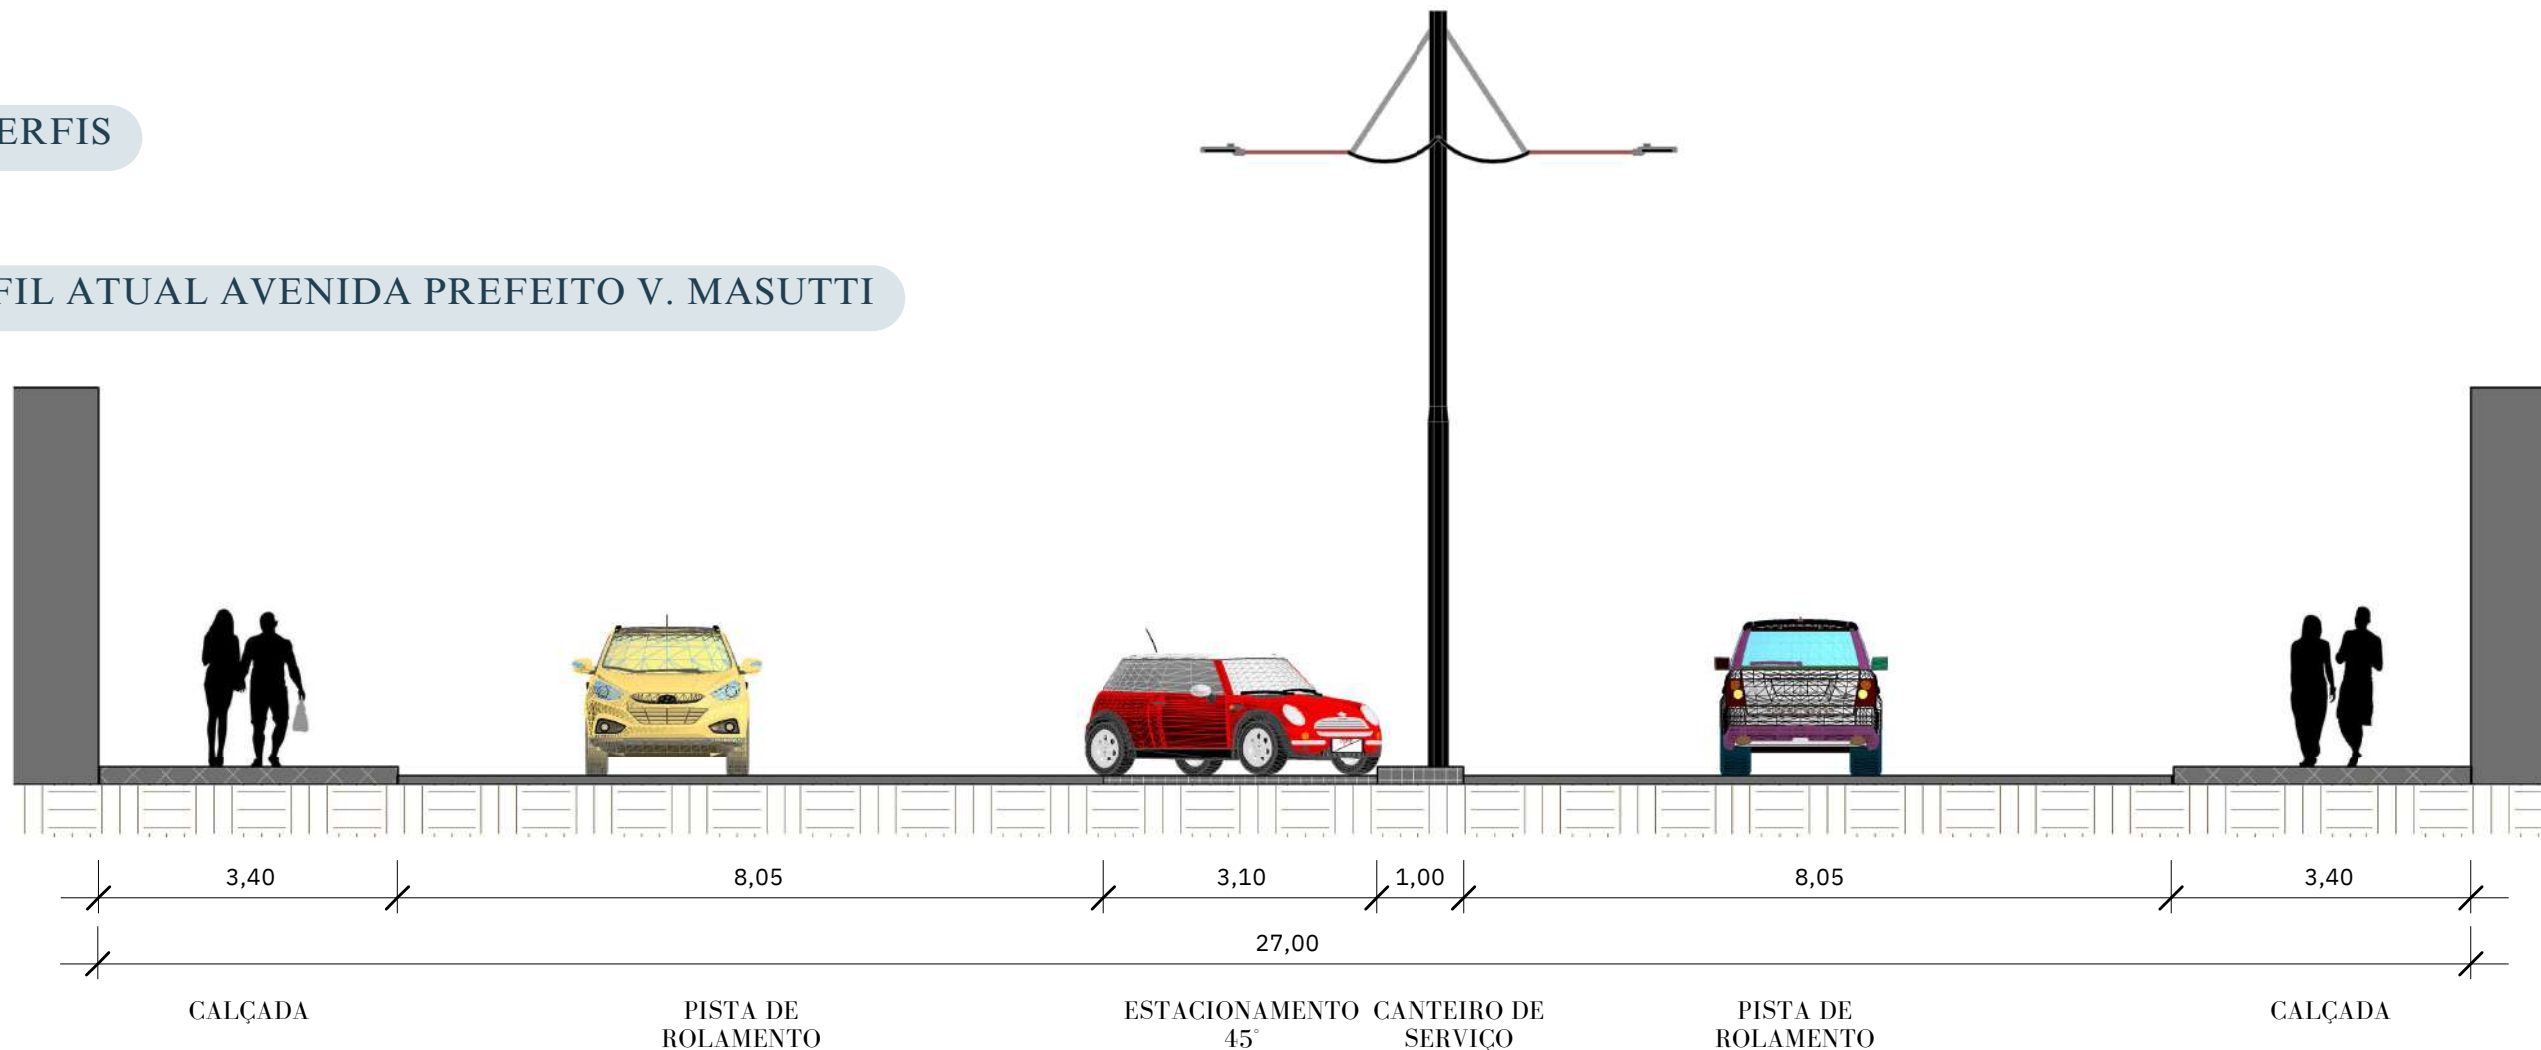 ERFIS
FIL ATUAL AVENIDA PREFEITO V. MASUTTI
3,40
8,05
3,10
1,00
8,05
3,40
27,00
CALÇADA
PISTA DE
ROLAMENTO
ESTACIONAMENTO
45°
CANTEIRO DE
SERVIÇO
PISTA DE
ROLAMENTO
CALÇADA